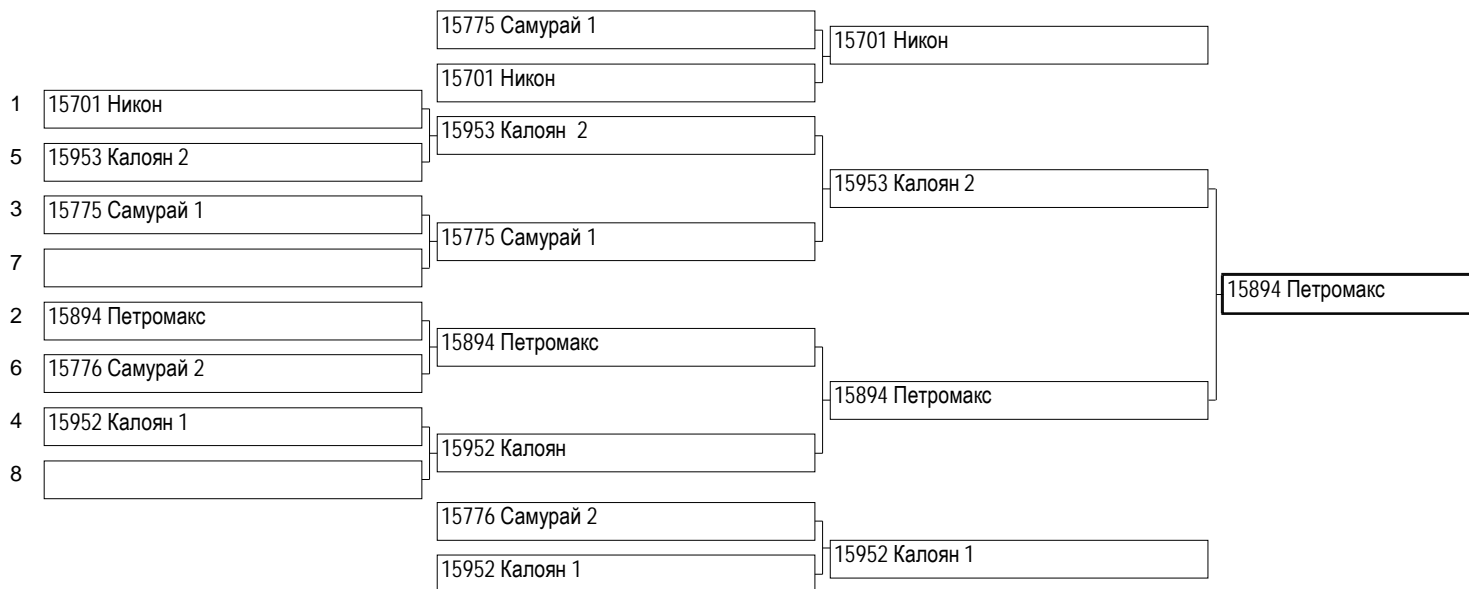 15775 Самурай 1
15701 Никон
15701 Никон
1 15701 Никон
15953 Калоян  2
5 15953 Калоян 2
15953 Калоян 2
3 15775 Самурай 1
15775 Самурай 1
7
15894 Петромакс
2 15894 Петромакс
15894 Петромакс
6 15776 Самурай 2
15894 Петромакс
4 15952 Калоян 1
15952 Калоян
8
15776 Самурай 2
15952 Калоян 1
15952 Калоян 1